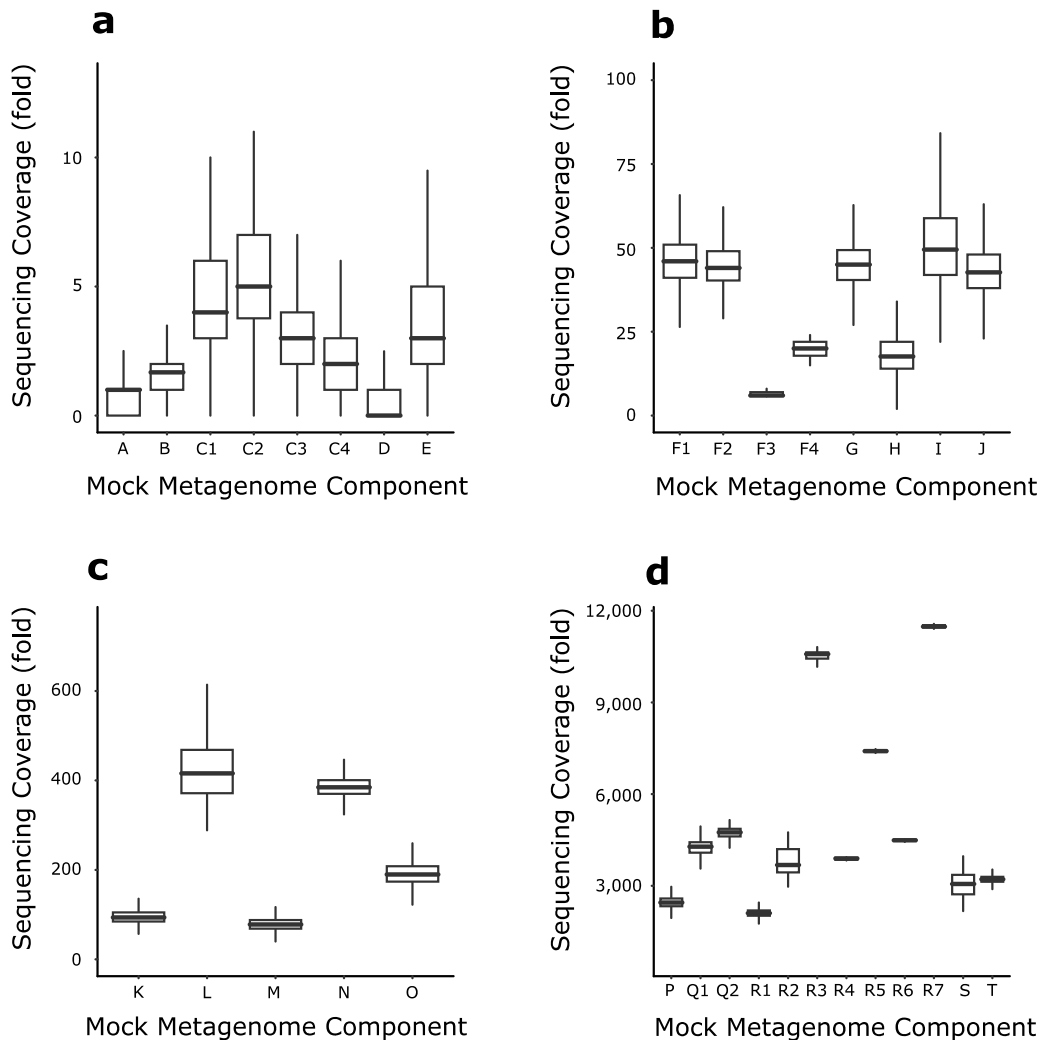 a
Sequencing Coverage (fold)
10
5
0
A B C1 C2 C3 C4 D E
Mock Metagenome Component
b
Sequencing Coverage (fold)
100
75
50
25
0
F1 F2 F3 F4 G H I J
Mock Metagenome Component
c
Sequencing Coverage (fold)
600
400
200
0
K L M N O
Mock Metagenome Component
d
Sequencing Coverage (fold)
12,000
9,000
6,000
3,000
P Q1 Q2 R1 R2 R3 R4 R5 R6 R7 S T
Mock Metagenome Component